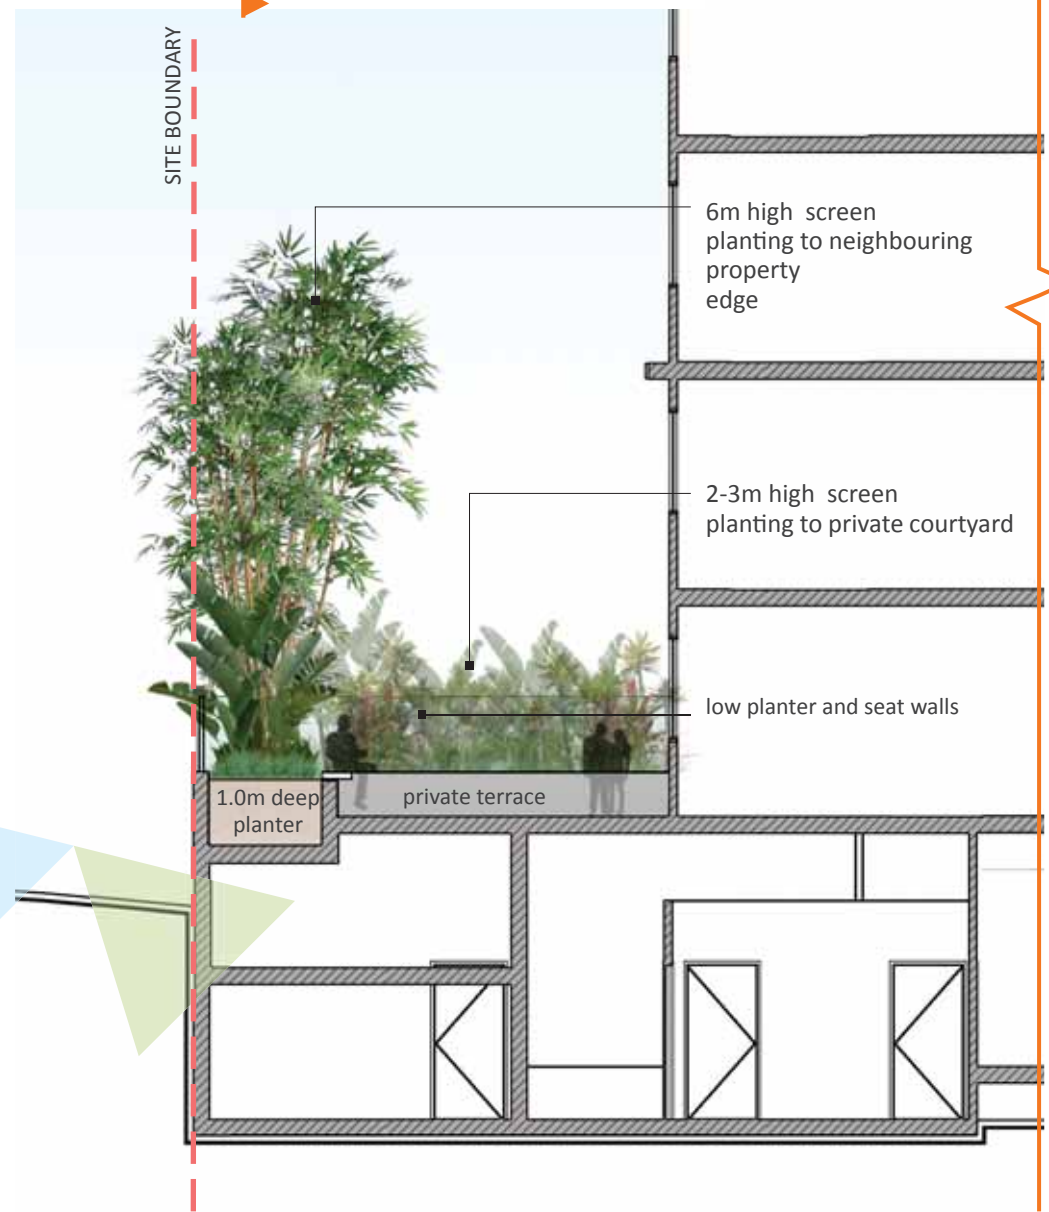 SITE BOUNDARY
6m high screen
planting to neighbouring
property
edge
2-3m high screen
planting to private courtyard
low planter and seat walls
1.0m deep
planter
private terrace